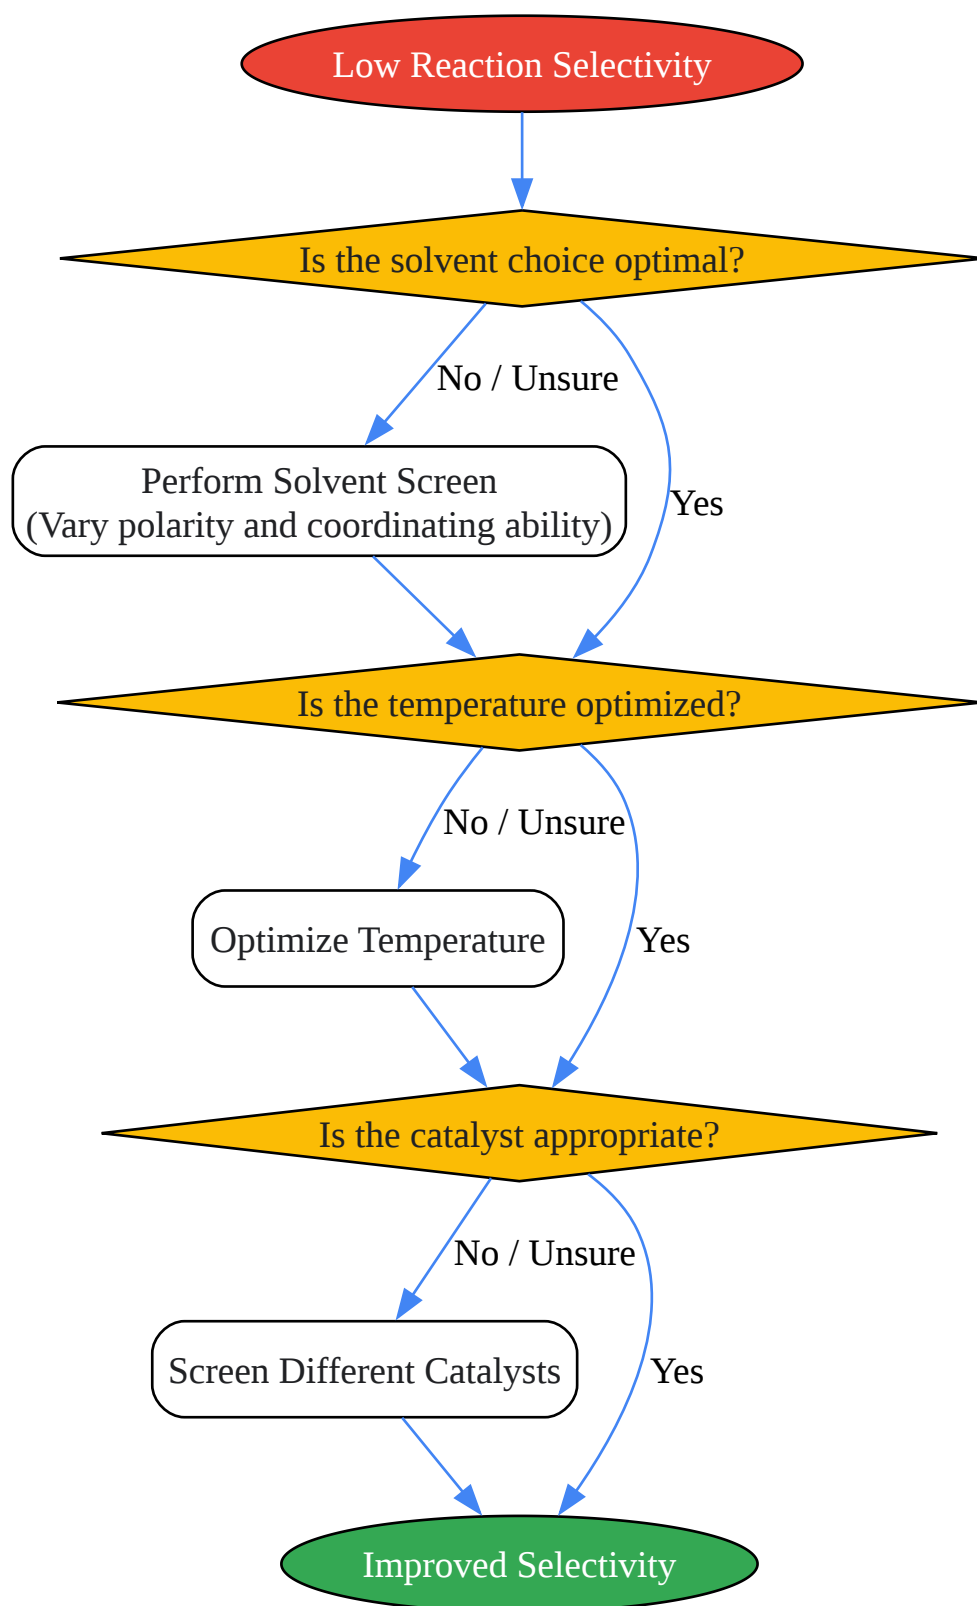 Low Reaction Selectivity
Is the solvent choice optimal?
No / Unsure
Perform Solvent Screen
(Vary polarity and coordinating ability)
Yes
Is the temperature optimized?
No / Unsure
Optimize Temperature
Yes
Is the catalyst appropriate?
No / Unsure
Screen Different Catalysts
Yes
Improved Selectivity